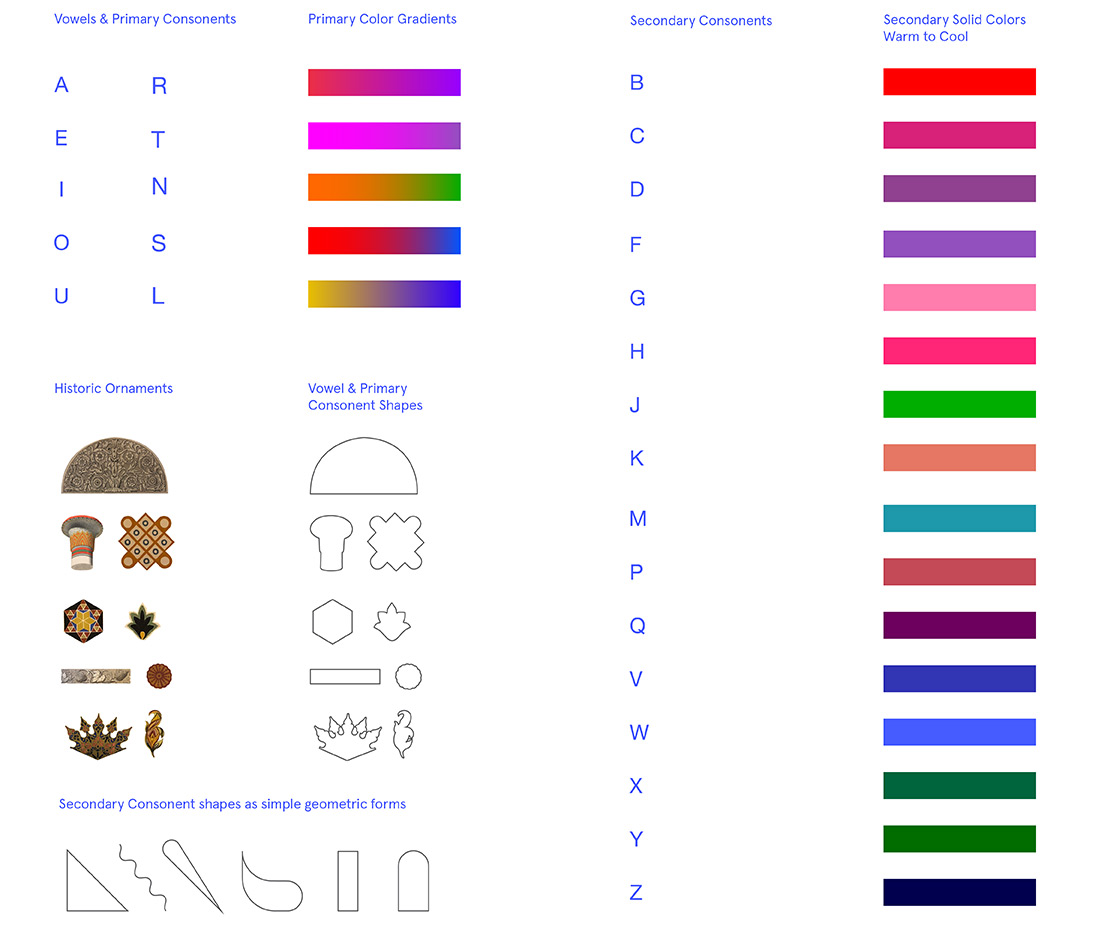 Vowels & Primary Consonents
Primary Color Gradients
A R
E T
I N
O S
U L
Historic Ornaments
Vowel & Primary
Consonent Shapes
Secondary Consonent shapes as simple geometric forms
Secondary Consonents
Secondary Solid Colors
Warm to Cool
B
C
D
F
G
H
J
K
M
P
Q
V
W
X
Y
Z